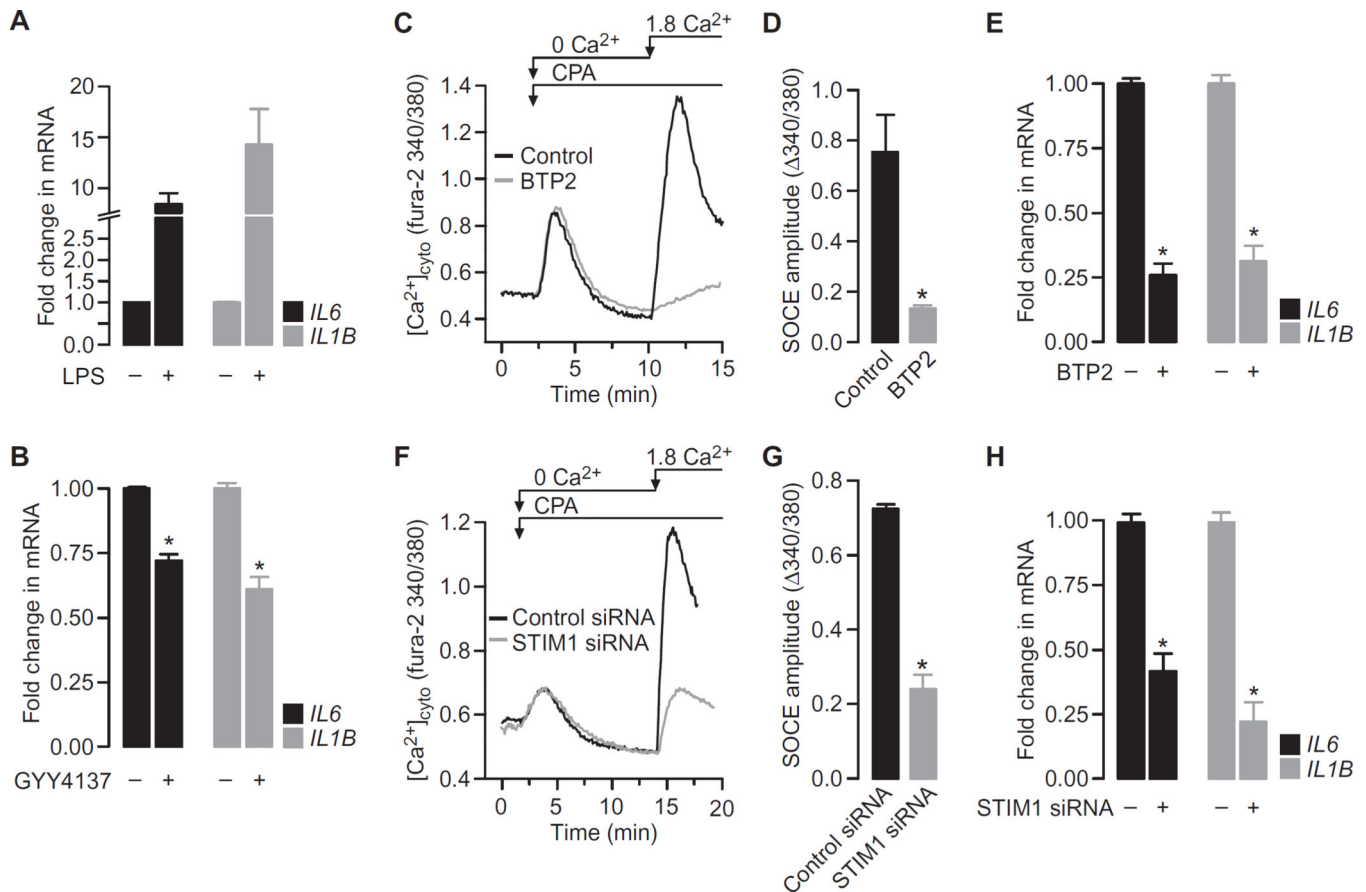 A
Fold change in mRNA
20
15
10
2.5
2.0
1.5
1.0
0.0
IL6
IL1B
LPS – + – +
B
Fold change in mRNA
1.00
0.75
0.50
0.25
0.00
* *
IL6
IL1B
GYY4137 – + – +
C
1.8 Ca2+
0 Ca2+
CPA
[Ca2+]cyto (fura-2 340/380)
1.4
1.2
1.0
0.8
0.6
0.4
Control
BTP2
0 5 10 15
Time (min)
D
SOCE amplitude (Δ340/380)
1.0
0.8
0.6
0.4
0.2
0.0
*
Control
BTP2
E
Fold change in mRNA
1.00
0.75
0.50
0.25
0.00
* *
IL6
IL1B
BTP2 – + – +
F
1.8 Ca2+
0 Ca2+
CPA
[Ca2+]cyto (fura-2 340/380)
1.2
1.0
0.8
0.6
0.4
Control siRNA
STIM1 siRNA
0 5 10 15 20
Time (min)
G
SOCE amplitude (Δ340/380)
0.8
0.6
0.4
0.2
0.0
*
Control siRNA
STIM1 siRNA
H
Fold change in mRNA
1.00
0.75
0.50
0.25
0.00
* *
IL6
IL1B
STIM1 siRNA – + – +